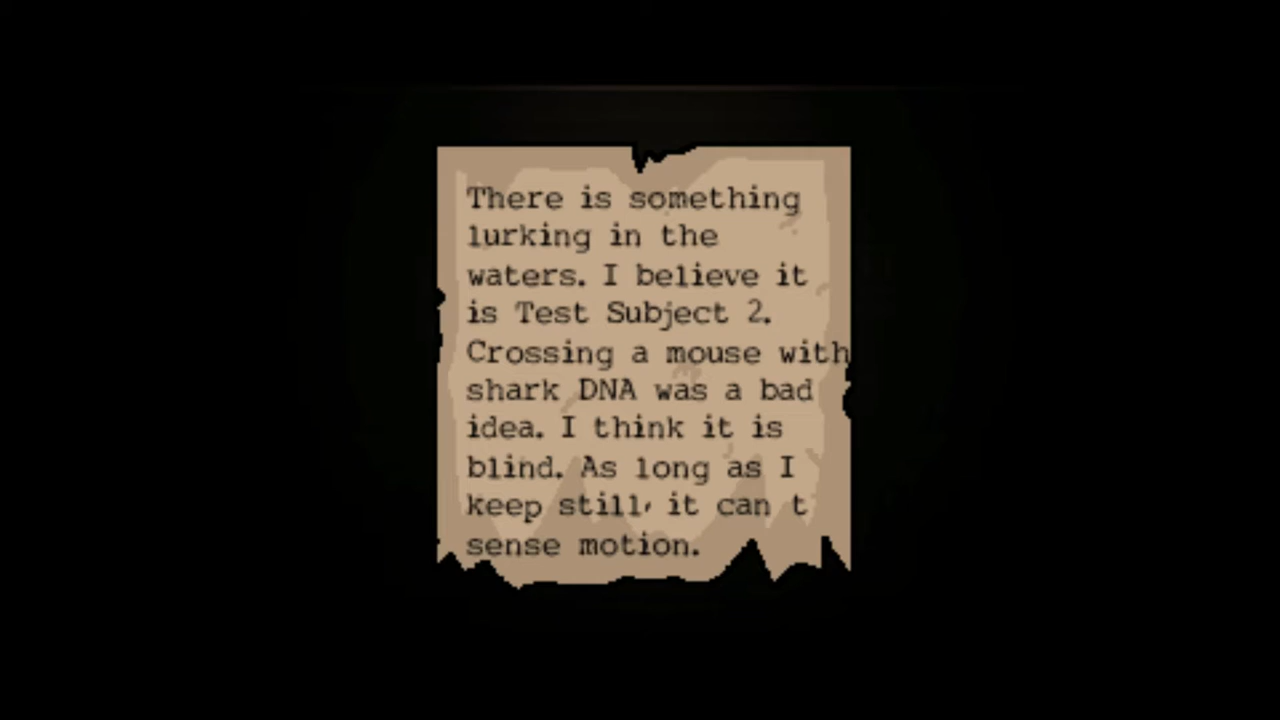 There is something
lurking in the
waters. I believe it
is Test Subject 2.
Crossing a mouse with
shark DNA was a bad
idea. I think it is
blind. As long as I
keep still, it can t
sense motion.